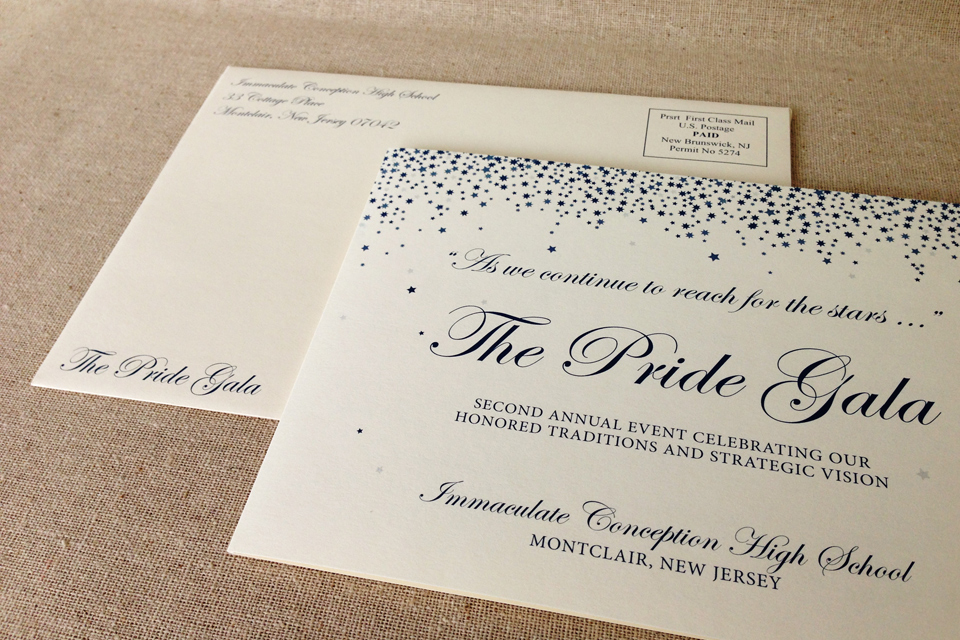 Immaculate Conception High School
33 Cottage Place
Montclair, New Jersey 07042
Prsrt First Class Mail
U.S. Postage
PAID
New Brunswick, NJ
Permit No 5274
The Pride Gala
“As we continue to reach for the stars ...”
The Pride Gala
SECOND ANNUAL EVENT CELEBRATING OUR
HONORED TRADITIONS AND STRATEGIC VISION
Immaculate Conception High School
MONTCLAIR, NEW JERSEY